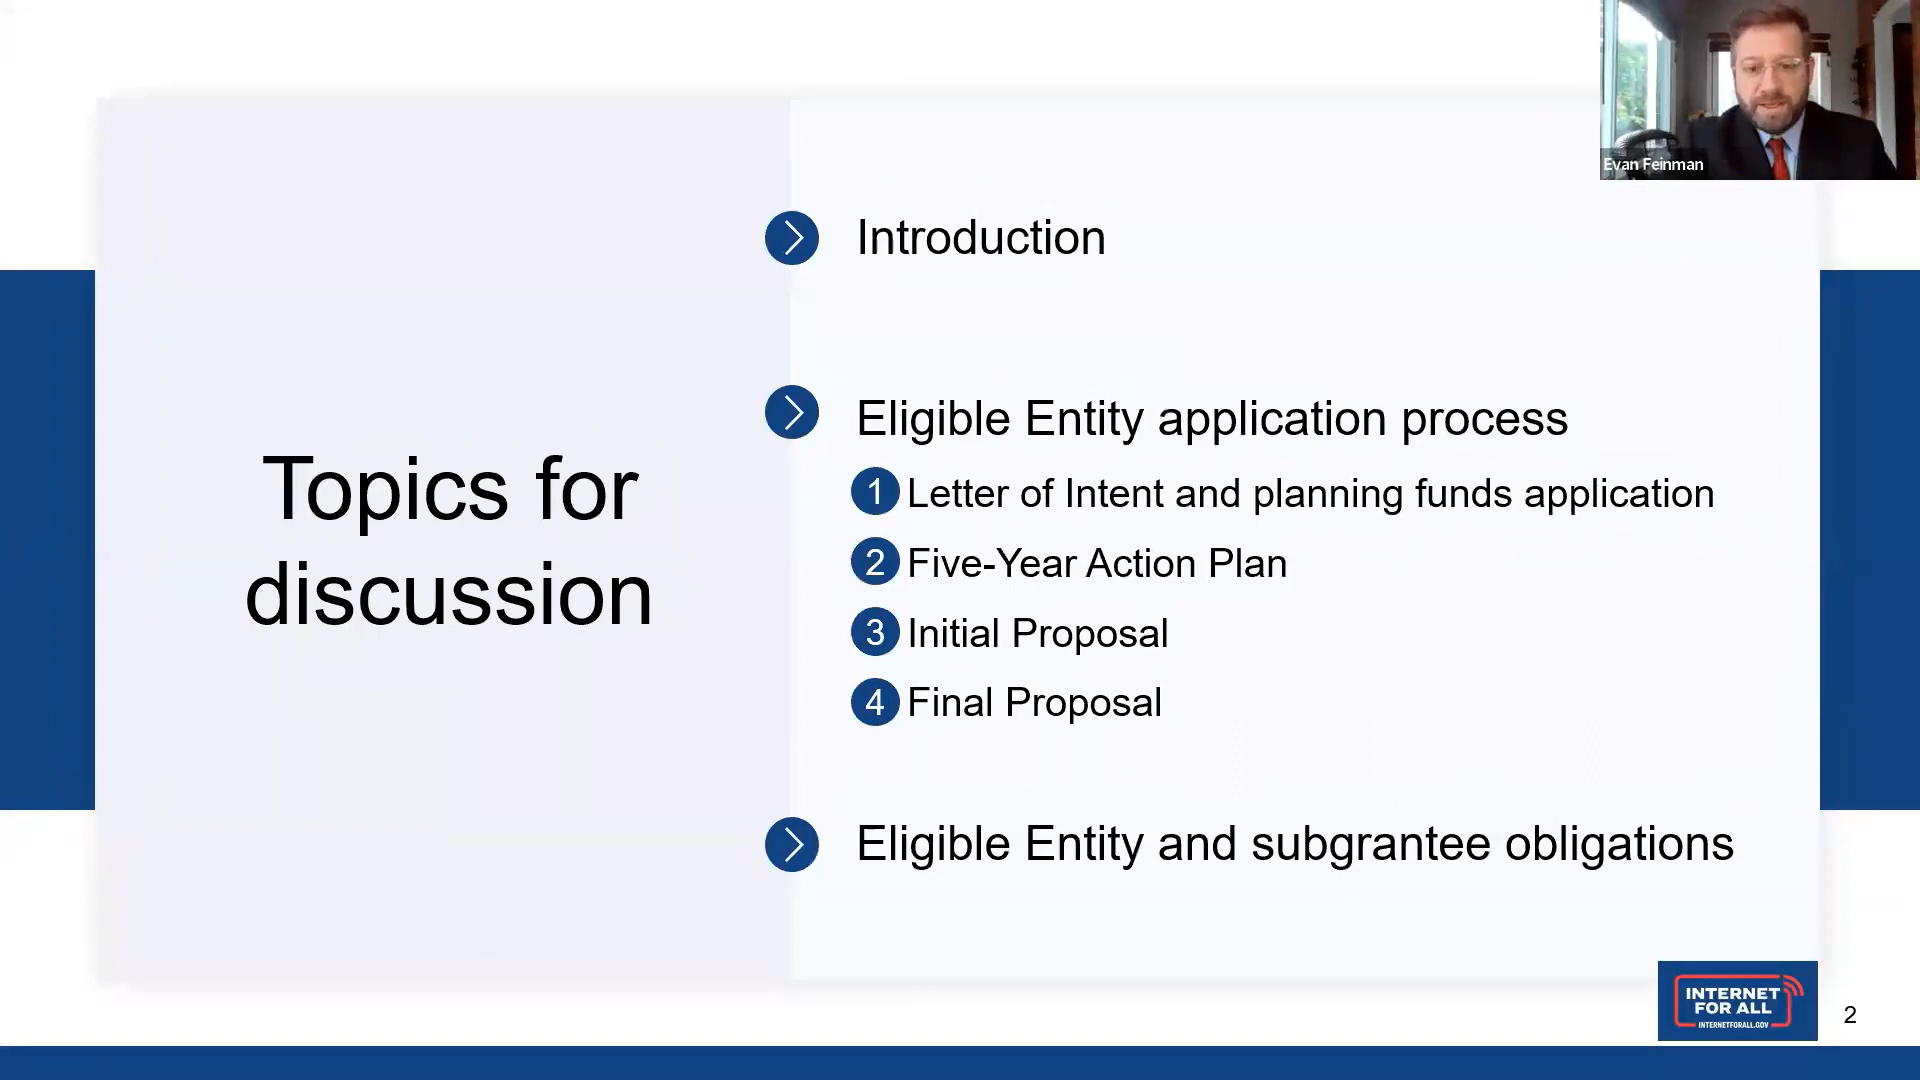 Evan Feinman
Topics for
discussion
Introduction
Eligible Entity application process
1 Letter of Intent and planning funds application
2 Five-Year Action Plan
3 Initial Proposal
4 Final Proposal
Eligible Entity and subgrantee obligations
INTERNET
FOR ALL
INTERNETFORALL.GOV
2